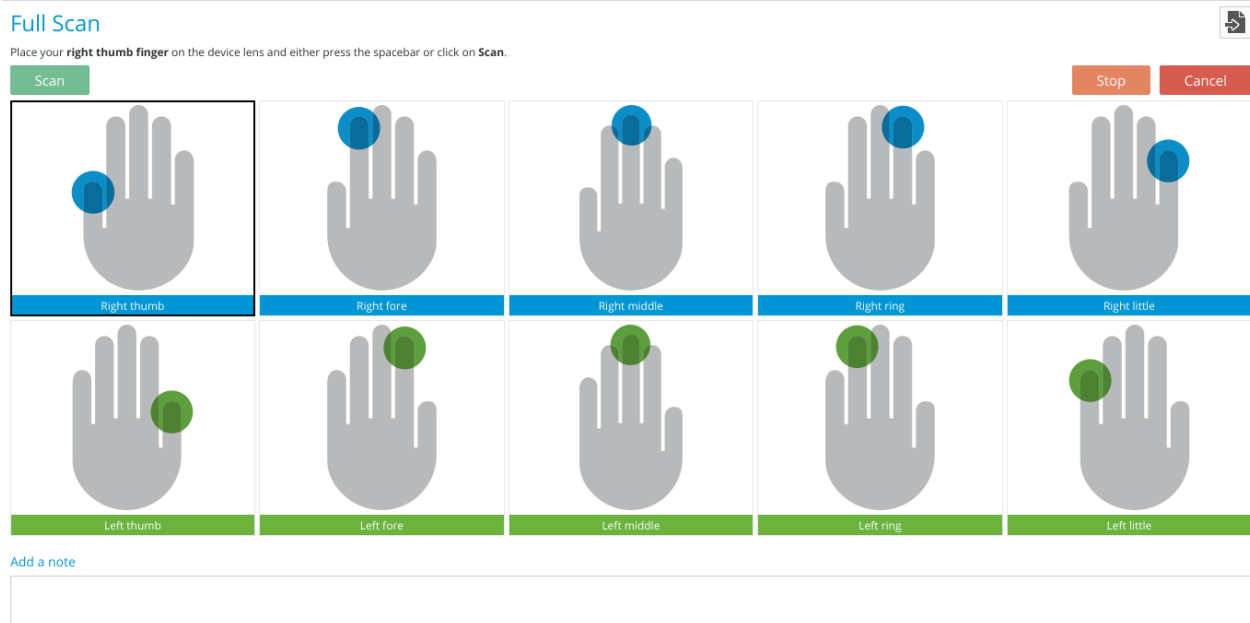 Full Scan
Place your right thumb finger on the device lens and either press the spacebar or click on Scan.
Scan
Stop
Cancel
Right thumb
Right fore
Right middle
Right ring
Right little
Left thumb
Left fore
Left middle
Left ring
Left little
Add a note